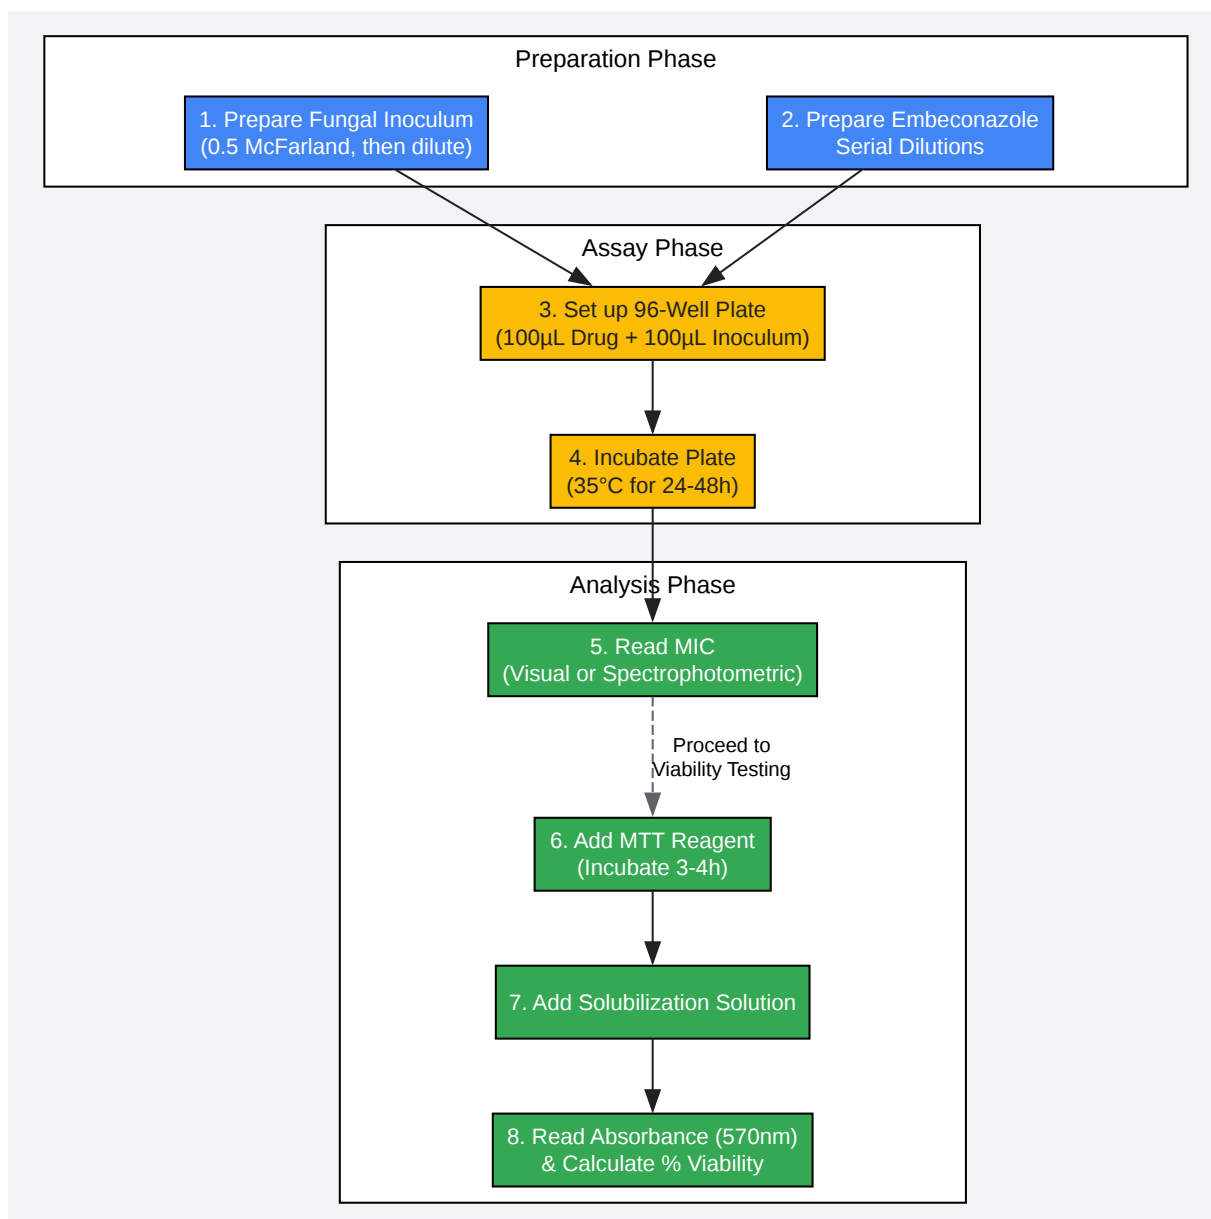 Preparation Phase
1. Prepare Fungal Inoculum
(0.5 McFarland, then dilute)
2. Prepare Embeconazole
Serial Dilutions
Assay Phase
3. Set up 96-Well Plate
(100µL Drug + 100µL Inoculum)
4. Incubate Plate
(35°C for 24-48h)
Analysis Phase
5. Read MIC
(Visual or Spectrophotometric)
Proceed to
Viability Testing
6. Add MTT Reagent
(Incubate 3-4h)
7. Add Solubilization Solution
8. Read Absorbance (570nm)
& Calculate % Viability